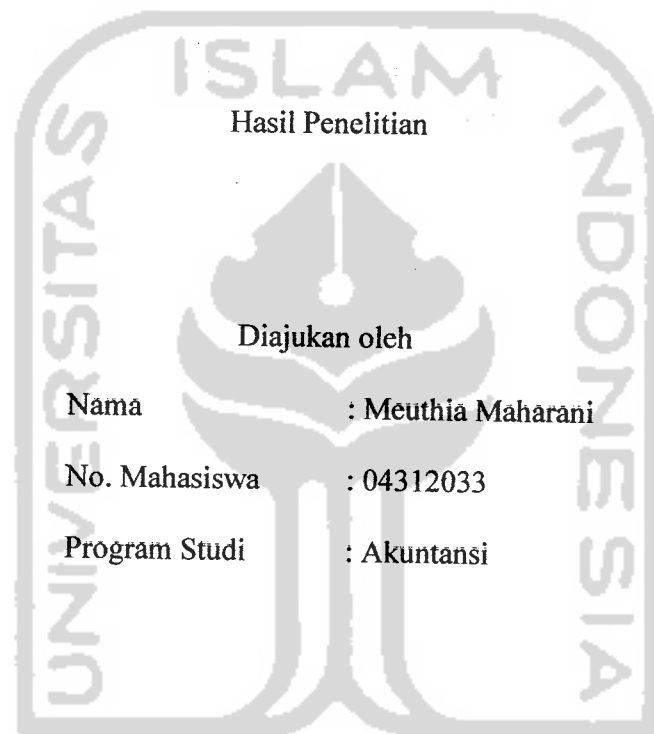 ISLAM
UNIVERSITAS
INDONESIA
Hasil Penelitian
Diajukan oleh
Nama : Meuthia Maharani
No. Mahasiswa : 04312033
Program Studi : Akuntansi